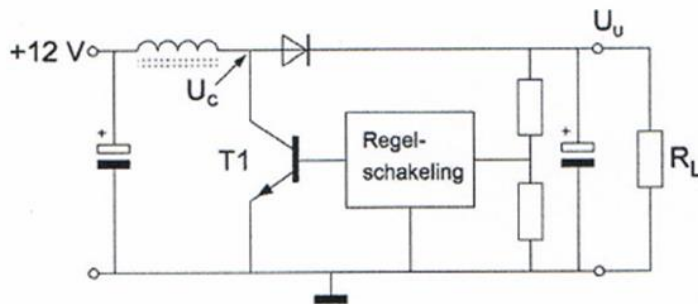 +12 V
U_c
U_u
T1
Regel-
schakeling
R_L
+
+